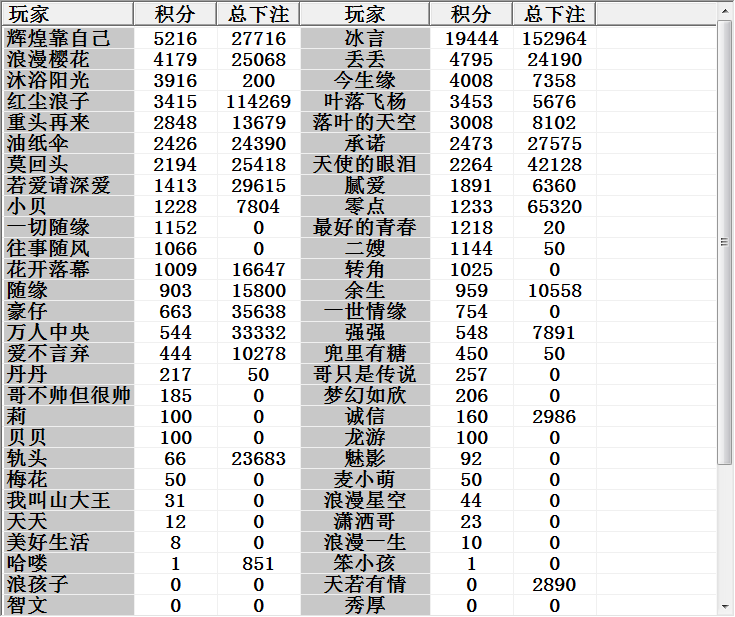 玩家 积分 总下注 玩家 积分 总下注
辉煌靠自己 5216 27716 冰言 19444 152964
浪漫樱花 4179 25068 丢丢 4795 24190
沐浴阳光 3916 200 今生缘 4008 7358
红尘浪子 3415 114269 叶落飞杨 3453 5676
重头再来 2848 13679 落叶的天空 3008 8102
油纸伞 2426 24390 承诺 2473 27575
莫回头 2194 25418 天使的眼泪 2264 42128
若爱请深爱 1413 29615 腻爱 1891 6360
小贝 1228 7804 零点 1233 65320
一切随缘 1152 0 最好的青春 1218 20
往事随风 1066 0 二嫂 1144 50
花开落幕 1009 16647 转角 1025 0
随缘 903 15800 余生 959 10558
豪仔 663 35638 一世情缘 754 0
万人中央 544 33332 强强 548 7891
爱不言弃 444 10278 兜里有糖 450 50
丹丹 217 50 哥只是传说 257 0
哥不帅但很帅 185 0 梦幻如欣 206 0
莉 100 0 诚信 160 2986
贝贝 100 0 龙游 100 0
轨头 66 23683 魅影 92 0
梅花 50 0 麦小萌 50 0
我叫山大王 31 0 浪漫星空 44 0
天天 12 0 潇洒哥 23 0
美好生活 8 0 浪漫一生 10 0
哈喽 1 851 笨小孩 1 0
浪孩子 0 0 天若有情 0 2890
智文 0 0 秀厚 0 0